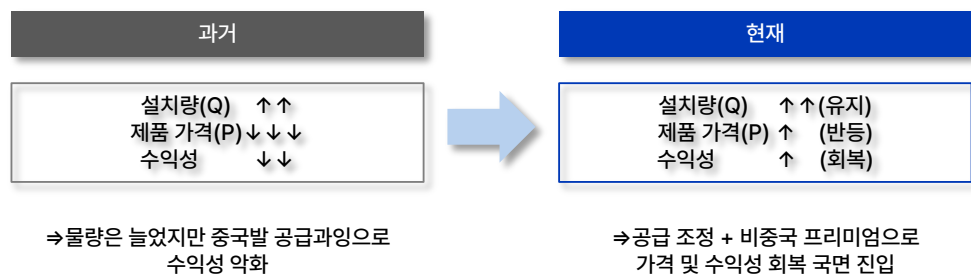 과거
설치량(Q) ↑↑
제품 가격(P)↓↓↓
수익성 ↓↓
⇒물량은 늘었지만 중국발 공급과잉으로
수익성 악화
현재
설치량(Q) ↑↑(유지)
제품 가격(P) ↑ (반등)
수익성 ↑ (회복)
⇒공급 조정 + 비중국 프리미엄으로
가격 및 수익성 회복 국면 진입